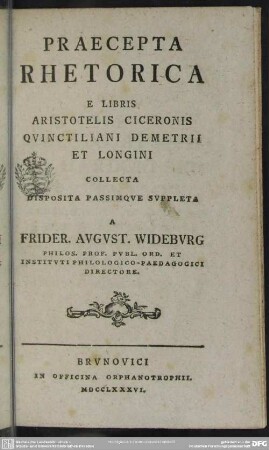 PRAECEPTA
RHETORICA
E LIBRIS
ARISTOTELIS CICERONIS
QVINCTILIANI DEMETRII
ET LONGINI
COLLECTA
DISPOSITA PASSIMQVE SVPPLETA
A
FRIDER. AVGVST. WIDEBVRG
PHILOS. PROF. PVBL. ORD. ET
INSTITVTI PHILOLOGICO-PAEDAGOGICI
DIRECTORE.
BRVNOVICI
IN OFFICINA ORPHANOTROPHII.
MDCCLXXXVI.
DFG